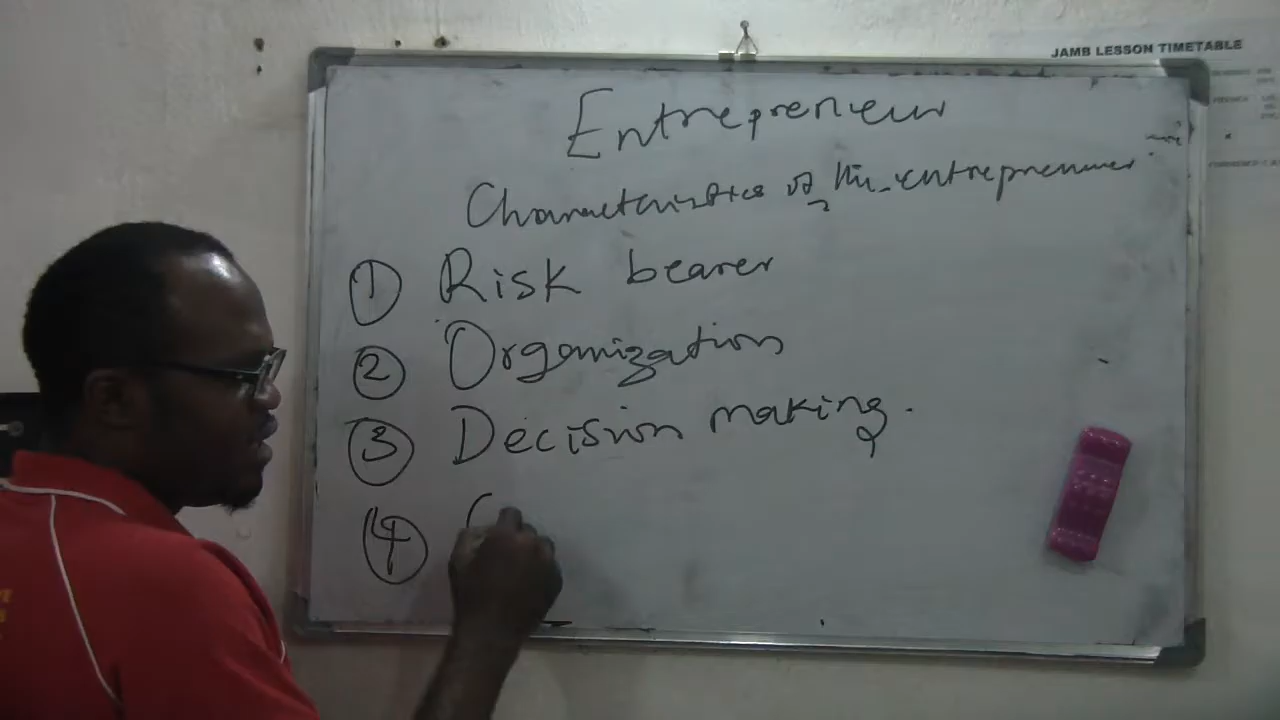 JAMB LESSON TIMETABLE
Entrepreneur
Characteristics of the entrepreneur
1 Risk bearer
2 Organization
3 Decision making.
4